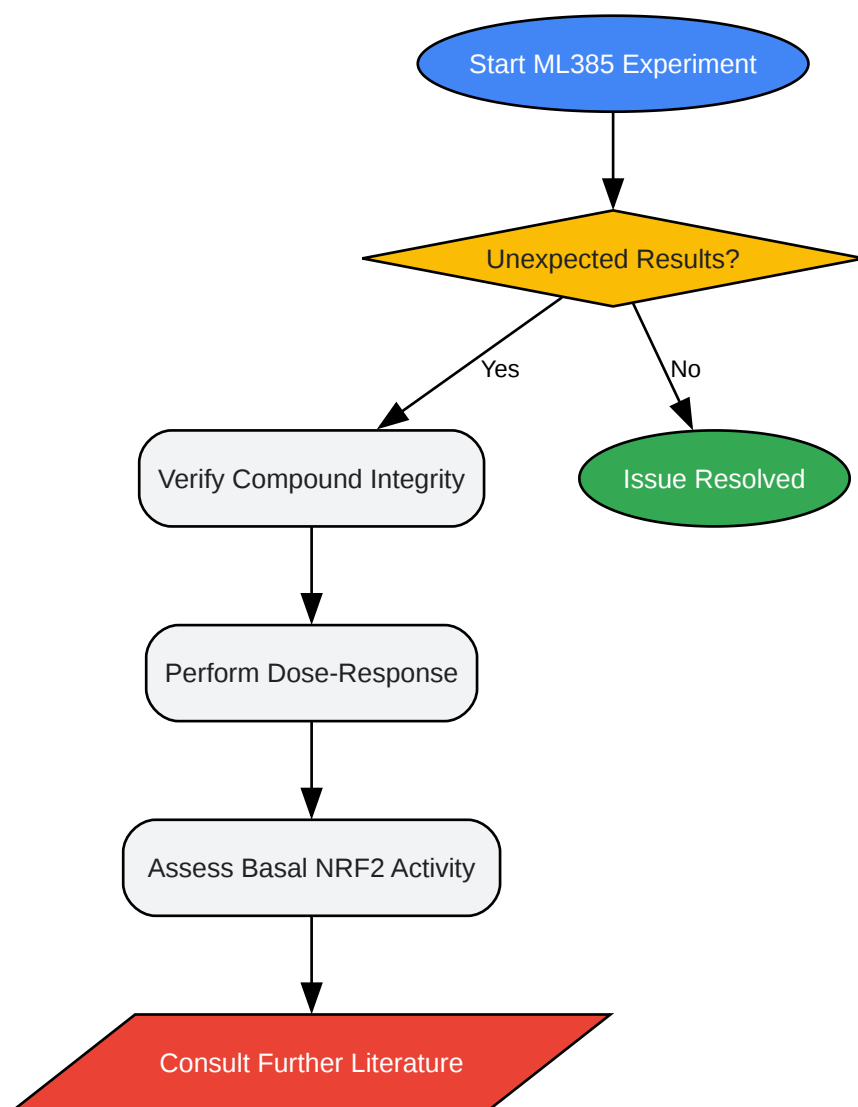 Start ML385 Experiment
Unexpected Results?
Yes
No
Verify Compound Integrity
Issue Resolved
Perform Dose-Response
Assess Basal NRF2 Activity
Consult Further Literature